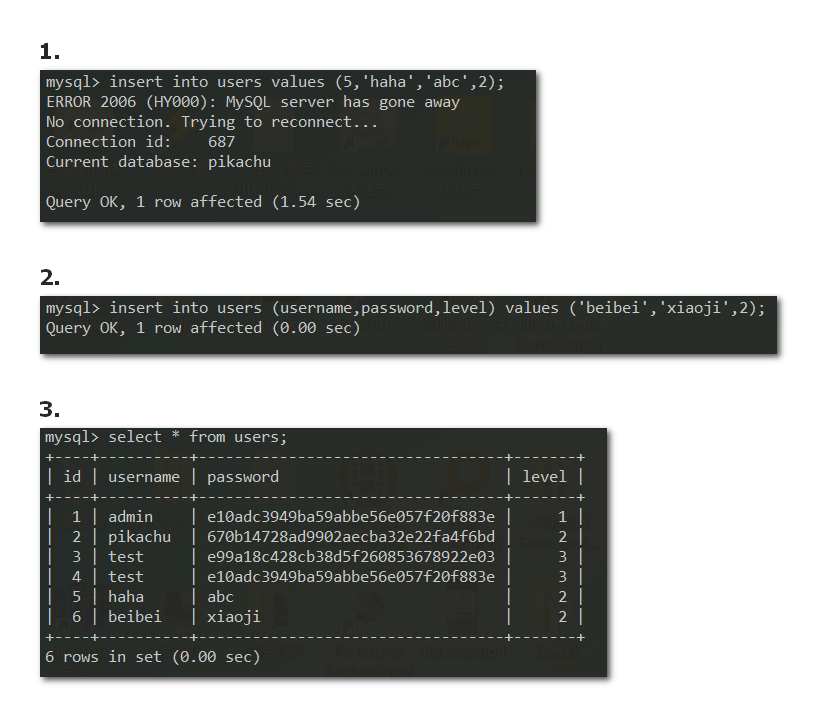 1.
mysql> insert into users values (5,'haha','abc',2);
ERROR 2006 (HY000): MySQL server has gone away
No connection. Trying to reconnect...
Connection id:    687
Current database: pikachu
Query OK, 1 row affected (1.54 sec)
2.
mysql> insert into users (username,password,level) values ('beibei','xiaoji',2);
Query OK, 1 row affected (0.00 sec)
3.
mysql> select * from users;
+----+----------+----------------------------------+-------+
| id | username | password                         | level |
+----+----------+----------------------------------+-------+
|  1 | admin    | e10adc3949ba59abbe56e057f20f883e |     1 |
|  2 | pikachu  | 670b14728ad9902aecba32e22fa4f6bd |     2 |
|  3 | test     | e99a18c428cb38d5f260853678922e03 |     3 |
|  4 | test     | e10adc3949ba59abbe56e057f20f883e |     3 |
|  5 | haha     | abc                              |     2 |
|  6 | beibei   | xiaoji                           |     2 |
+----+----------+----------------------------------+-------+
6 rows in set (0.00 sec)